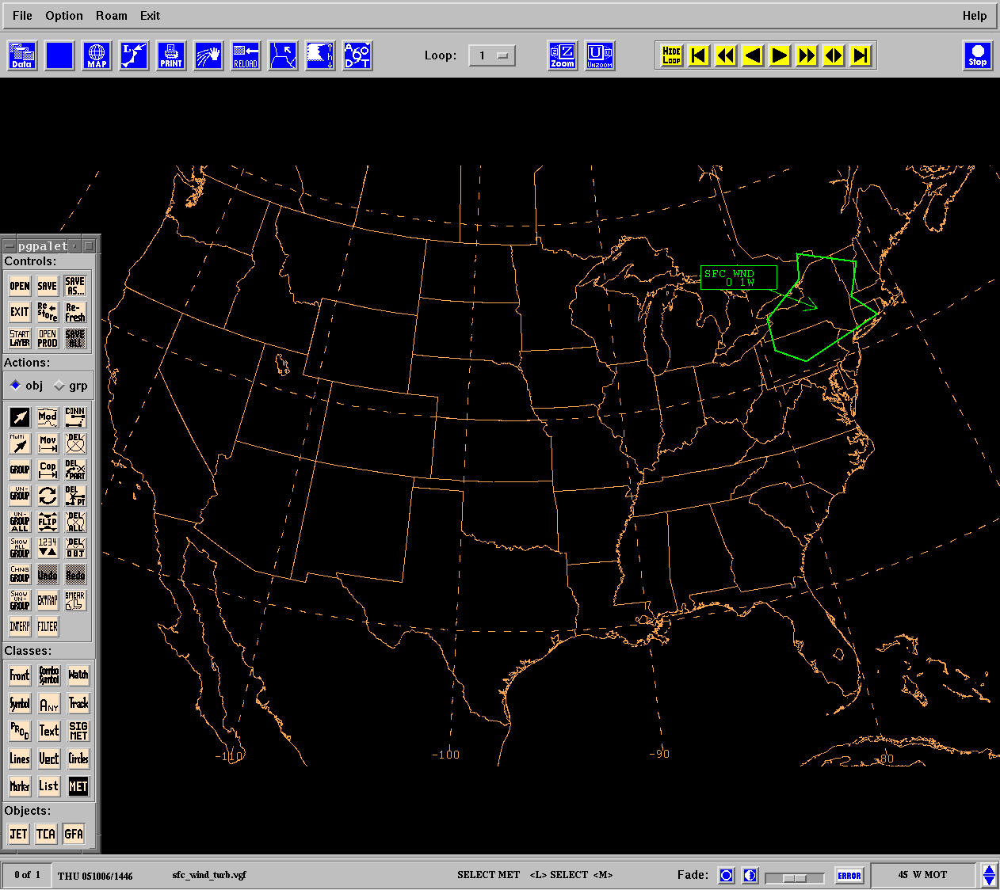 File Option Roam Exit Help
Data MAP L PRINT RELOAD h A G O D T Loop: 1 Z Zoom U UNZOOM HIDE LOOP Stop
pgpalet
Controls:
OPEN SAVE SAVE AS...
EXIT Re store Re-Fresh
START LAYER OPEN PROD SAVE ALL
Actions:
obj grp
Mod CONN
Multi Mov DEL
GROUP Cop DEL PART
UN-GROUP DEL PT
UN-GROUP ALL FLIP DEL ALL
SHOW ALL GROUP 1234 DEL OBJ
CHNG GROUP Undo Redo
SHOW UN-GROUP EXTRAP SMEAR
INTERP FILTER
Classes:
Front Combo Symbol Watch
Symbol ANY Track
PROD Text SIG MET
Lines Vect Circles
Marker List MET
Objects:
JET TCA GFA
SFC_WND
0 1W
-110 -100 -90 80
0 of 1 THU 051006/1446 sfc_wind_turb.vgf SELECT MET <L> SELECT <M> Fade: ERROR 45 W MOT